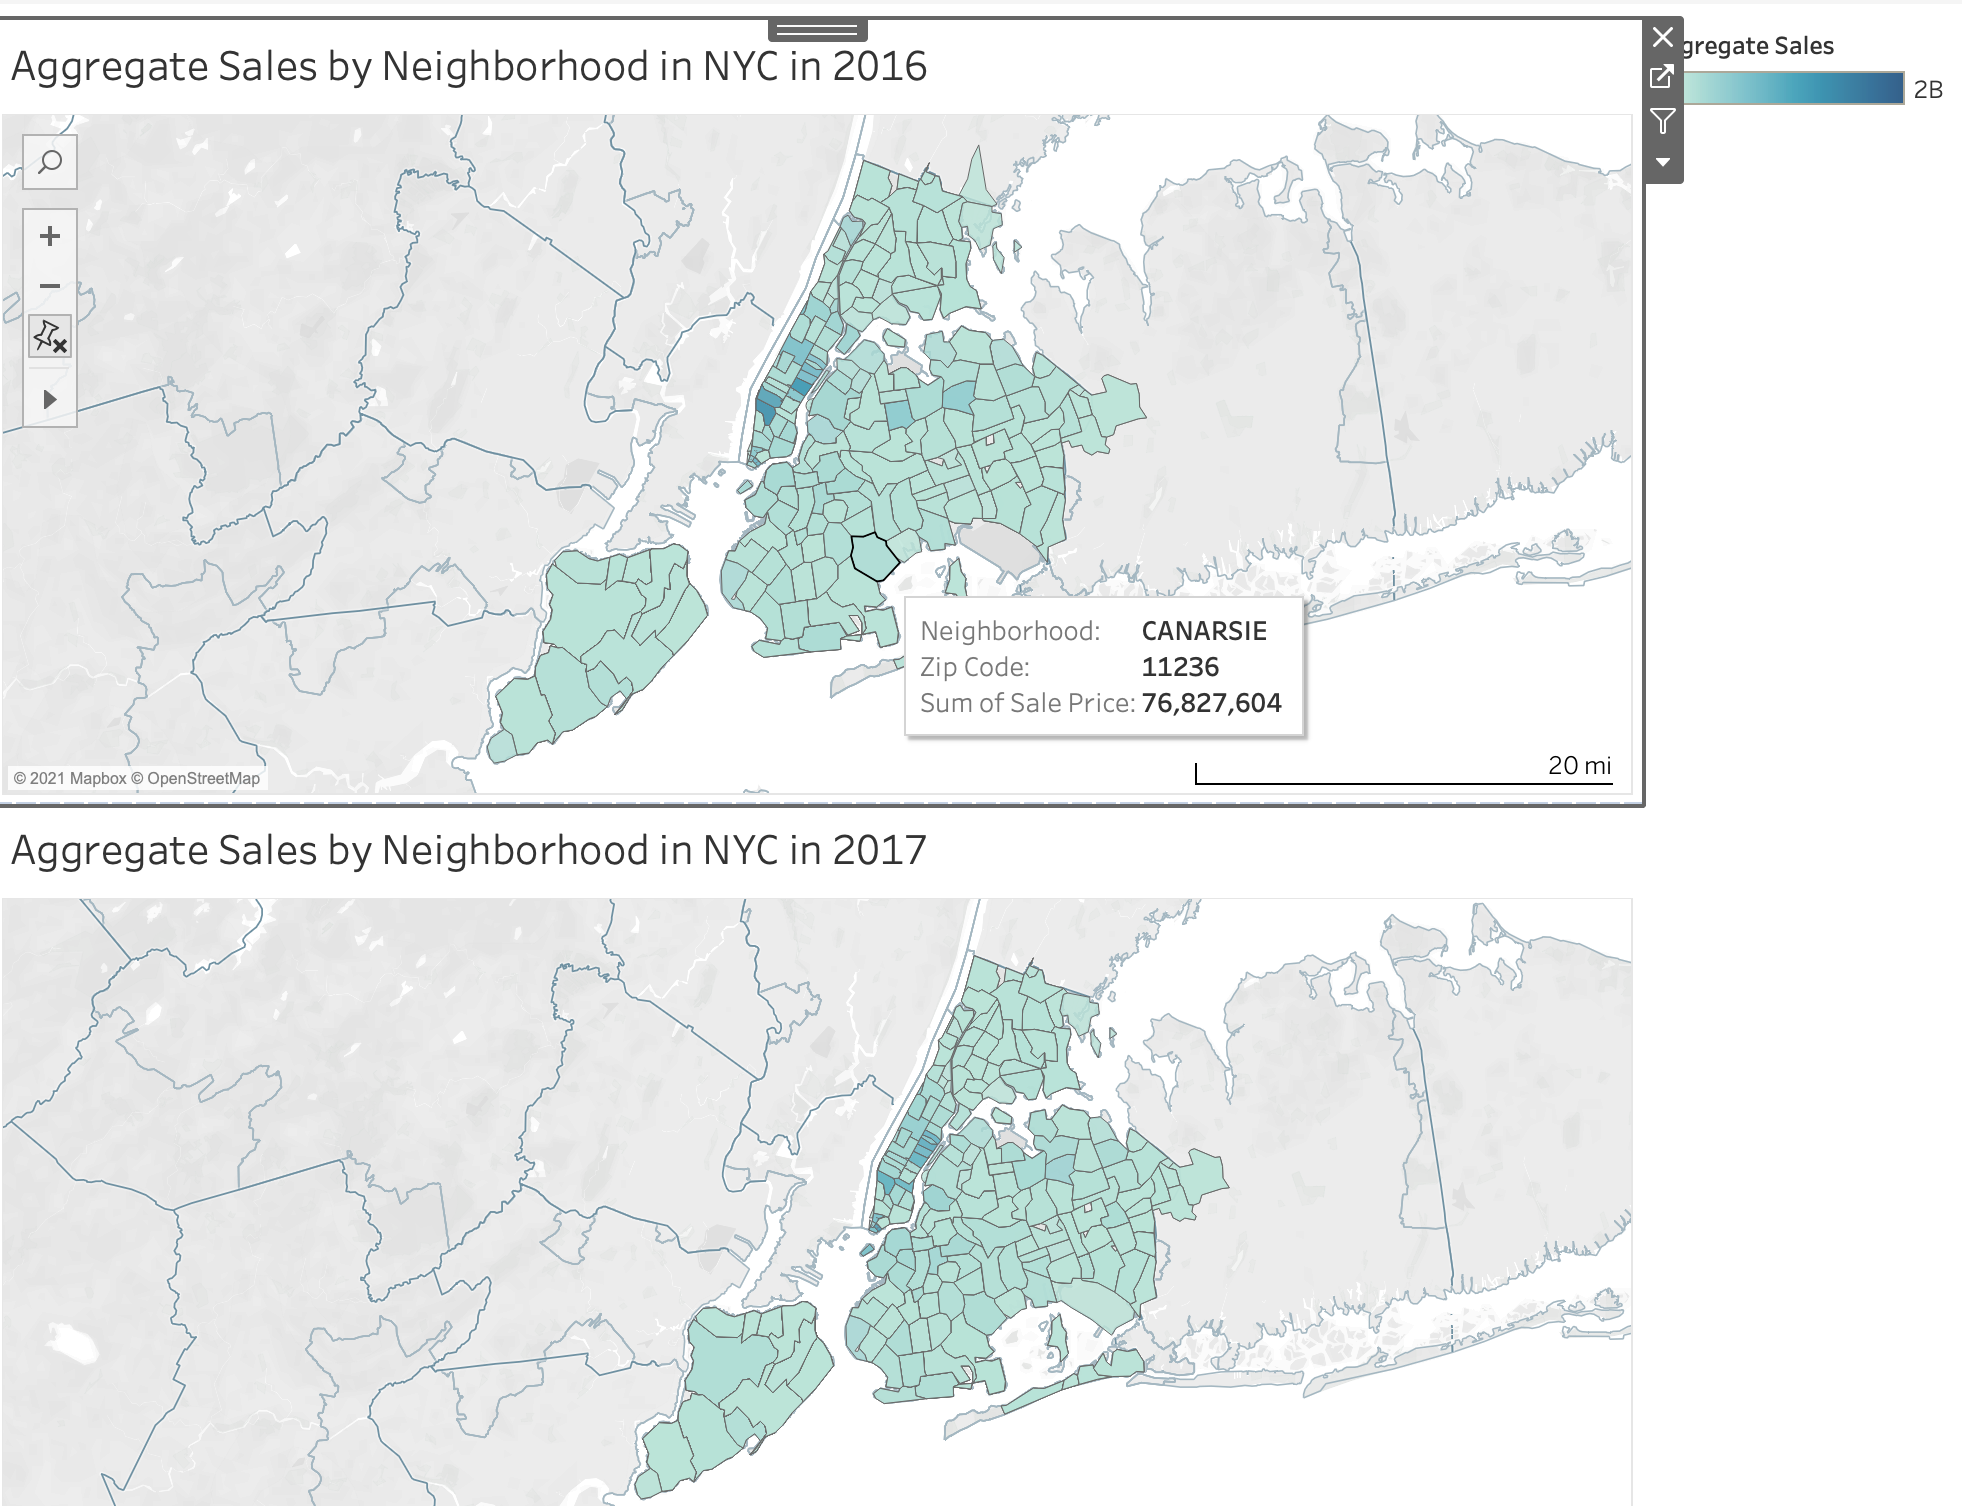 Aggregate Sales by Neighborhood in NYC in 2016
gregate Sales
2B
Neighborhood: CANARSIE
Zip Code: 11236
Sum of Sale Price: 76,827,604
20 mi
© 2021 Mapbox © OpenStreetMap
Aggregate Sales by Neighborhood in NYC in 2017